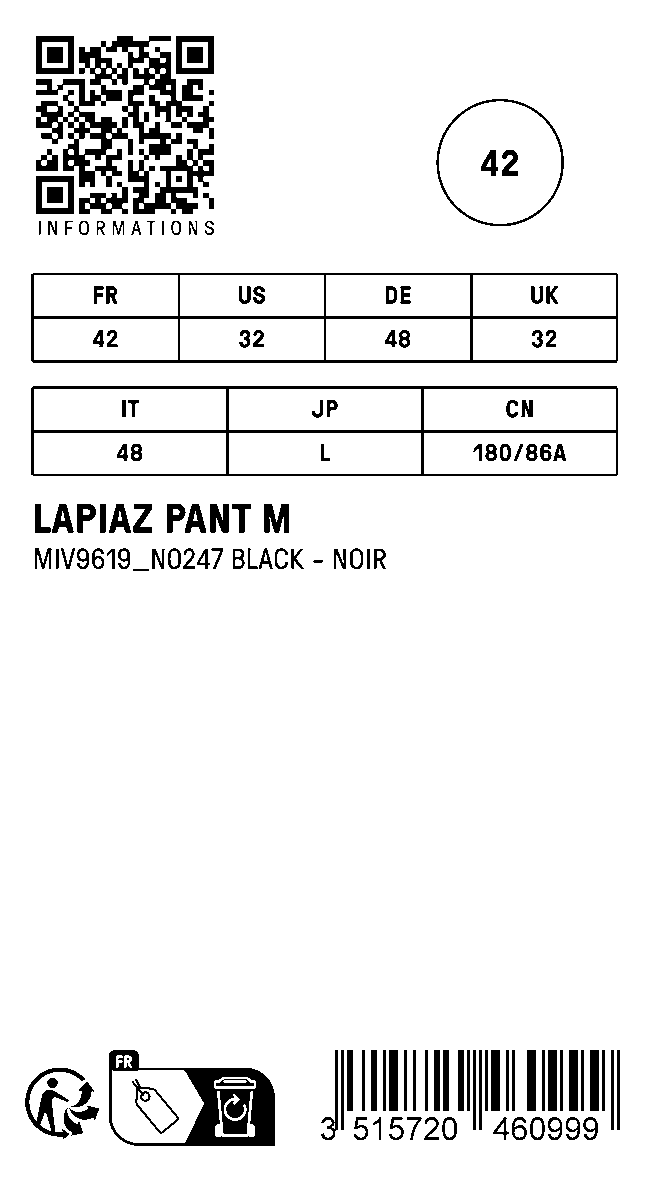 INFORMATIONS
42
FR US DE UK
42 32 48 32
IT JP CN
48 L 180/86A
LAPIAZ PANT M
MIV9619_N0247 BLACK - NOIR
FR
3 515720 460999